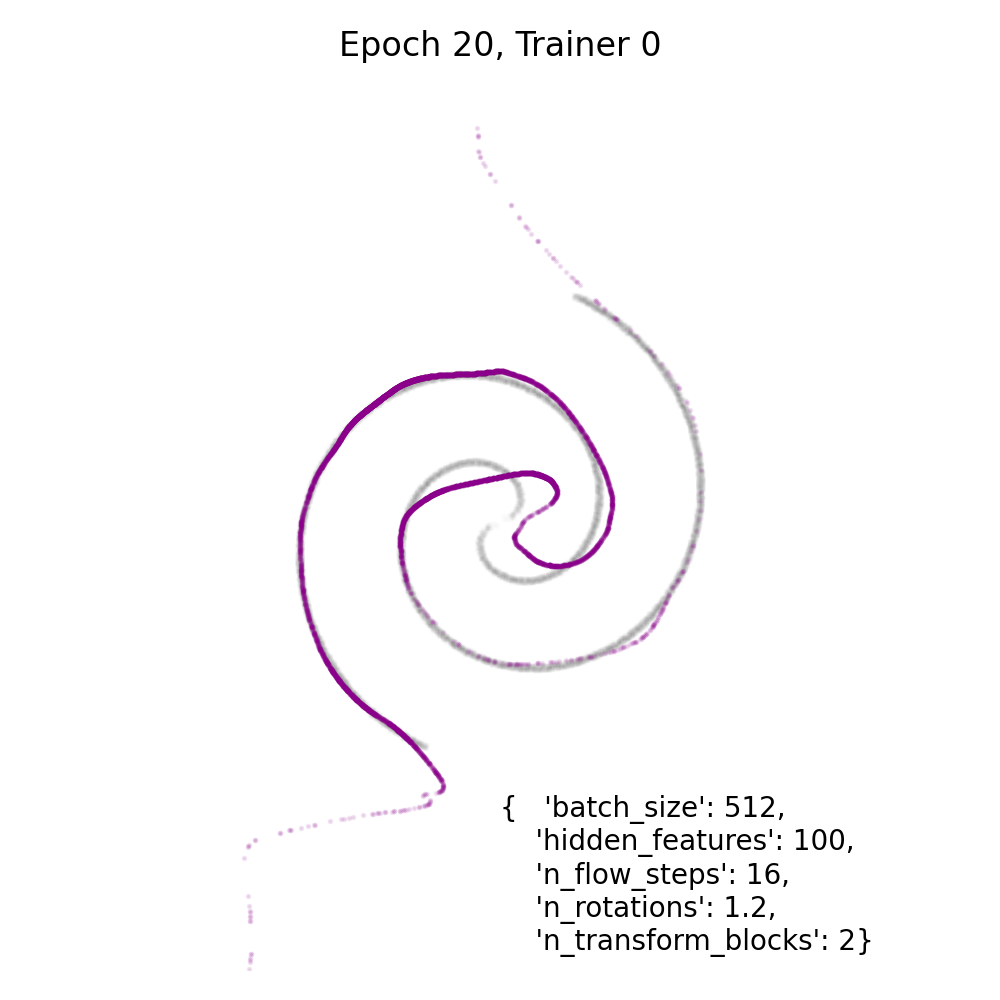 Epoch 20, Trainer 0
{   'batch_size': 512,
'hidden_features': 100,
'n_flow_steps': 16,
'n_rotations': 1.2,
'n_transform_blocks': 2}